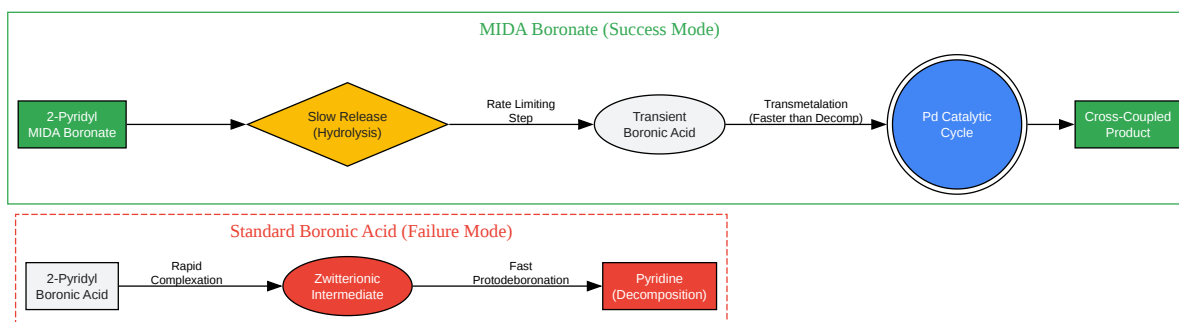 MIDA Boronate (Success Mode)
2-Pyridyl
MIDA Boronate
Slow Release
(Hydrolysis)
Rate Limiting
Step
Transient
Boronic Acid
Transmetalation
(Faster than Decomp)
Pd Catalytic
Cycle
Cross-Coupled
Product
Standard Boronic Acid (Failure Mode)
2-Pyridyl
Boronic Acid
Rapid
Complexation
Zwitterionic
Intermediate
Fast
Protodeboronation
Pyridine
(Decomposition)